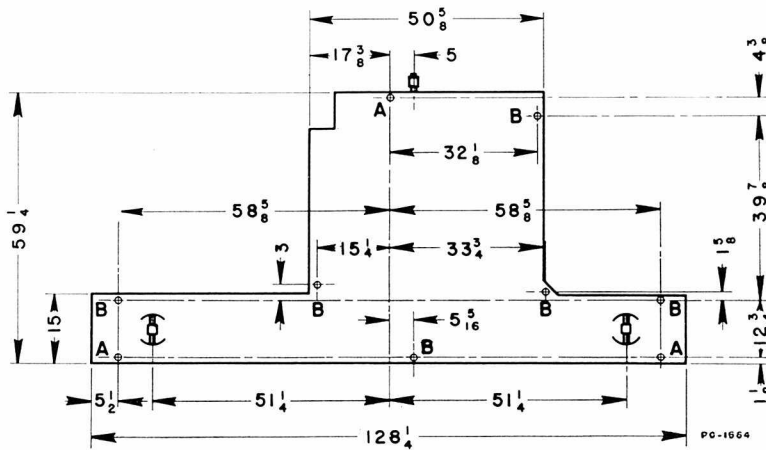 50 5/8
17 3/8
5
4 3/8
A
B
32 1/8
59 1/4
39 7/8
58 5/8
58 5/8
3
15 1/4
33 3/4
1 5/8
B
B
B
B
15
5 5/16
12 3/4
A
B
A
5 1/2
51 1/4
51 1/4
128 1/4
PG-1664